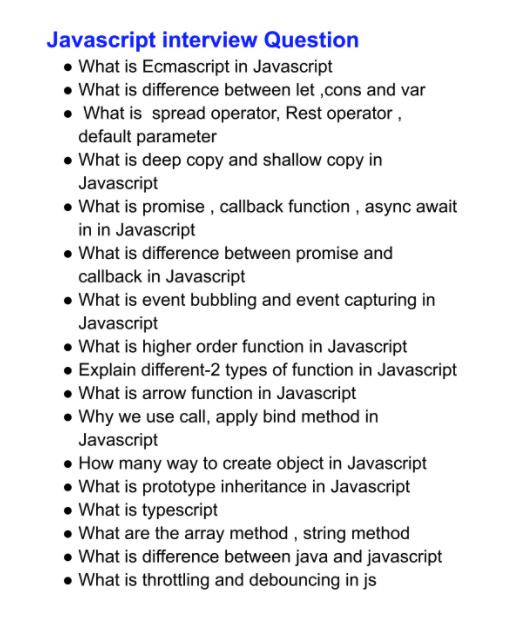 Javascript interview Question
● What is Ecmascript in Javascript
● What is difference between let ,cons and var
● What is spread operator, Rest operator ,
default parameter
● What is deep copy and shallow copy in
Javascript
● What is promise , callback function , async await
in in Javascript
● What is difference between promise and
callback in Javascript
● What is event bubbling and event capturing in
Javascript
● What is higher order function in Javascript
● Explain different-2 types of function in Javascript
● What is arrow function in Javascript
● Why we use call, apply bind method in
Javascript
● How many way to create object in Javascript
● What is prototype inheritance in Javascript
● What is typescript
● What are the array method , string method
● What is difference between java and javascript
● What is throttling and debouncing in js